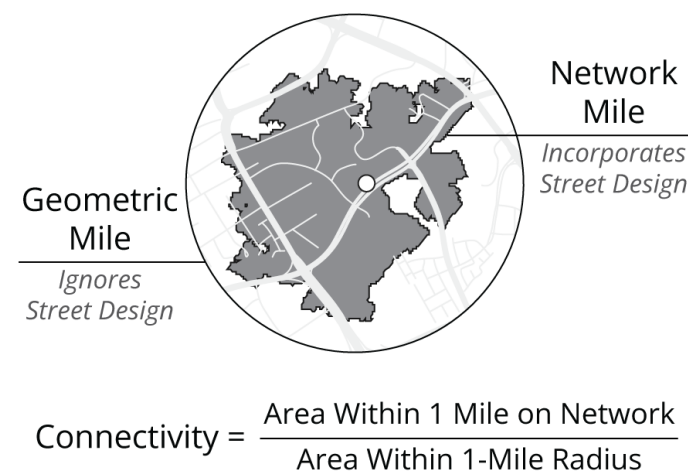 Network
Mile
Incorporates
Street Design
Geometric
Mile
Ignores
Street Design
Connectivity =
Area Within 1 Mile on Network
Area Within 1-Mile Radius